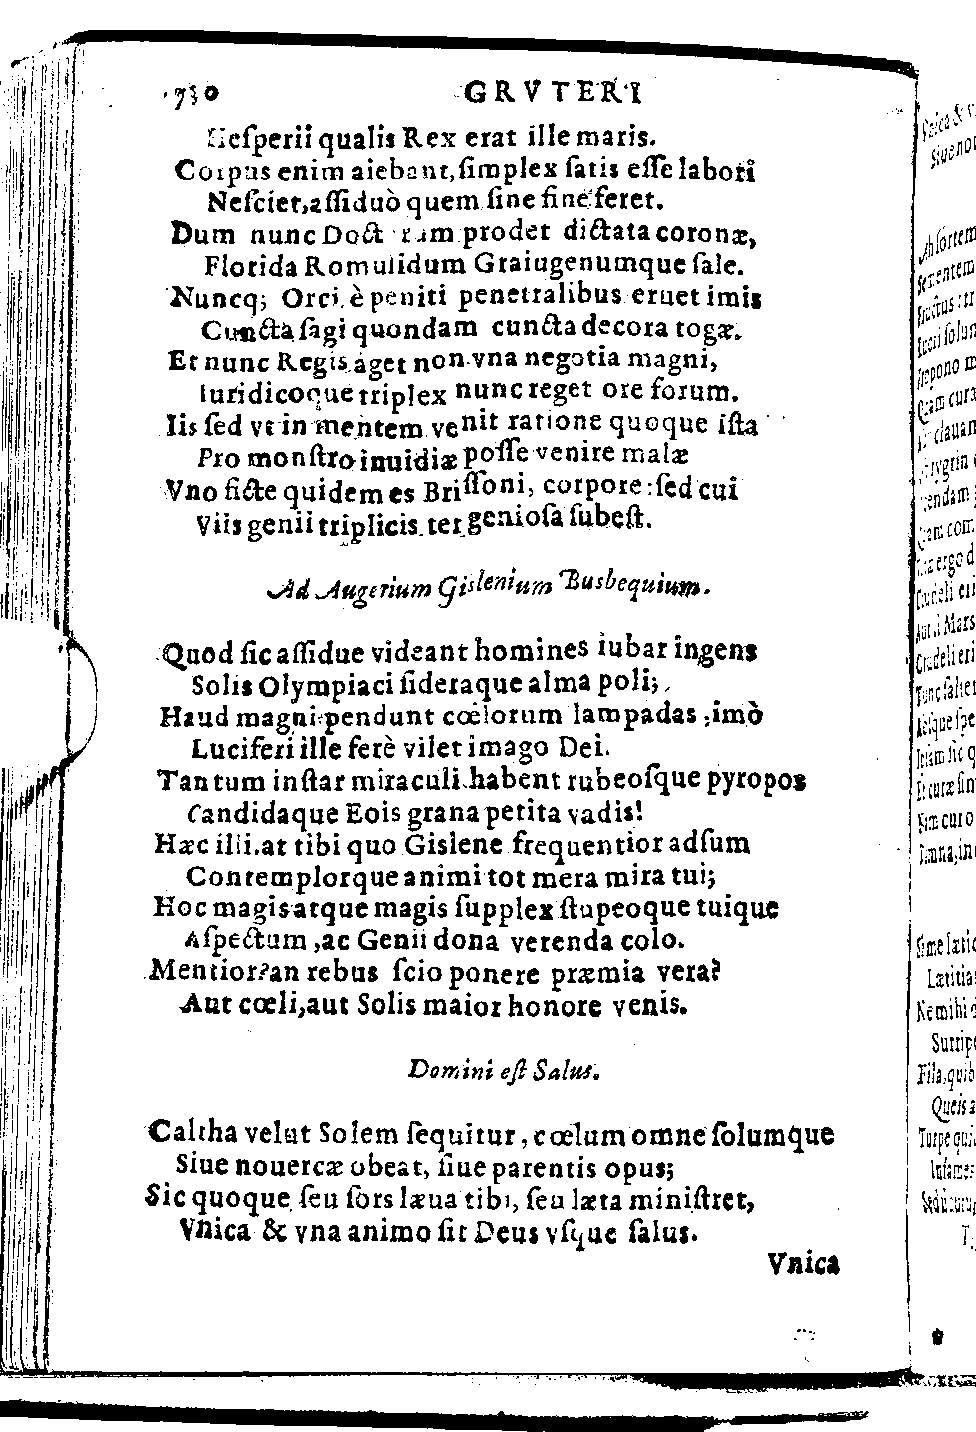 730 GRVTERI
Hesperii qualis Rex erat ille maris.
Corpus enim aiebant, simplex satis esse labori
Nesciet, assiduò quem sine fine feret.
Dum nunc Doctorum prodet dictata coronæ,
Florida Romulidum Graiugenumque sale.
Nuncq; Orci è peniti penetralibus eruet imis
Cuncta sagi quondam cuncta decora togæ.
Et nunc Regis aget non vna negotia magni,
Iuridicoque triplex nunc reget ore forum.
Iis sed vt in mentem venit ratione quoque ista
Pro monstro inuidiæ posse venire malæ
Vno ficte quidem es Brissoni, corpore: sed cui
Viis genii triplicis ter geniosa subest.
Ad Augerium Gislenium Busbequium.
Quod sic assidue videant homines iubar ingens
Solis Olympiaci sideraque alma poli;
Haud magni pendunt cœlorum lampadas; imò
Luciferi ille ferè vilet imago Dei.
Tantum instar miraculi habent rubeosque pyropos
Candidaque Eois grana petita vadis!
Hæc illi. at tibi quo Gislene frequentior adsum
Contemplorque animi tot mera mira tui;
Hoc magis atque magis supplex stupeoque tuique
Aspectum, ac Genii dona verenda colo.
Mentior? an rebus scio ponere præmia vera?
Aut cœli, aut Solis maior honore venis.
Domini est Salus.
Caltha velut Solem sequitur, cœlum omne solumque
Siue nouercæ obeat, siue parentis opus;
Sic quoque seu sors læua tibi, seu læta ministret,
Vnica & vna animo sit Deus vsque salus.
Vnica